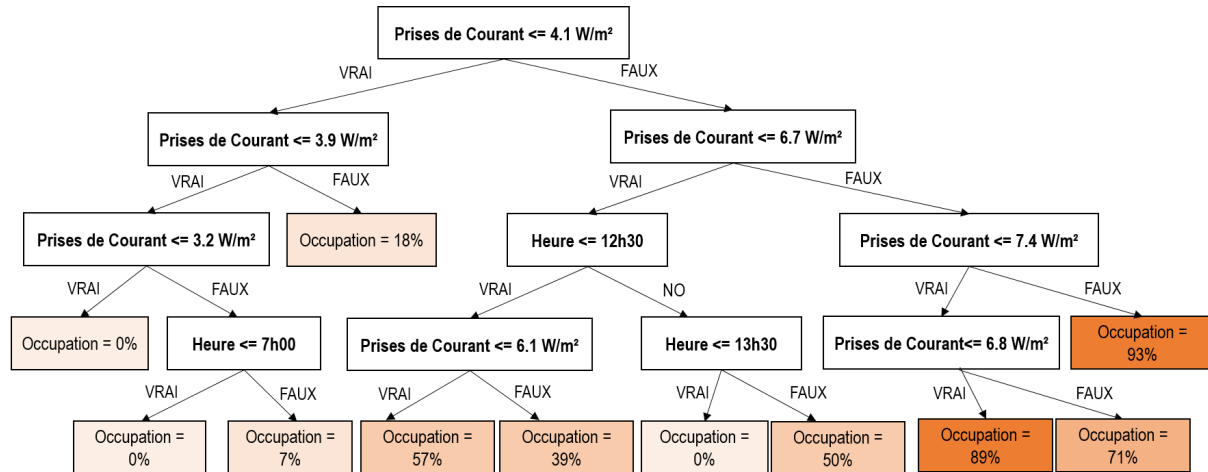 Prises de Courant <= 4.1 W/m²
VRAI
FAUX
Prises de Courant <= 3.9 W/m²
Prises de Courant <= 6.7 W/m²
VRAI
FAUX
VRAI
FAUX
Prises de Courant <= 3.2 W/m²
Occupation = 18%
Heure <= 12h30
Prises de Courant <= 7.4 W/m²
VRAI
FAUX
VRAI
NO
VRAI
FAUX
Occupation = 0%
Heure <= 7h00
Prises de Courant <= 6.1 W/m²
Heure <= 13h30
Prises de Courant<= 6.8 W/m²
Occupation =
93%
VRAI
FAUX
VRAI
FAUX
VRAI
FAUX
VRAI
FAUX
Occupation =
0%
Occupation =
7%
Occupation =
57%
Occupation =
39%
Occupation =
0%
Occupation =
50%
Occupation =
89%
Occupation =
71%